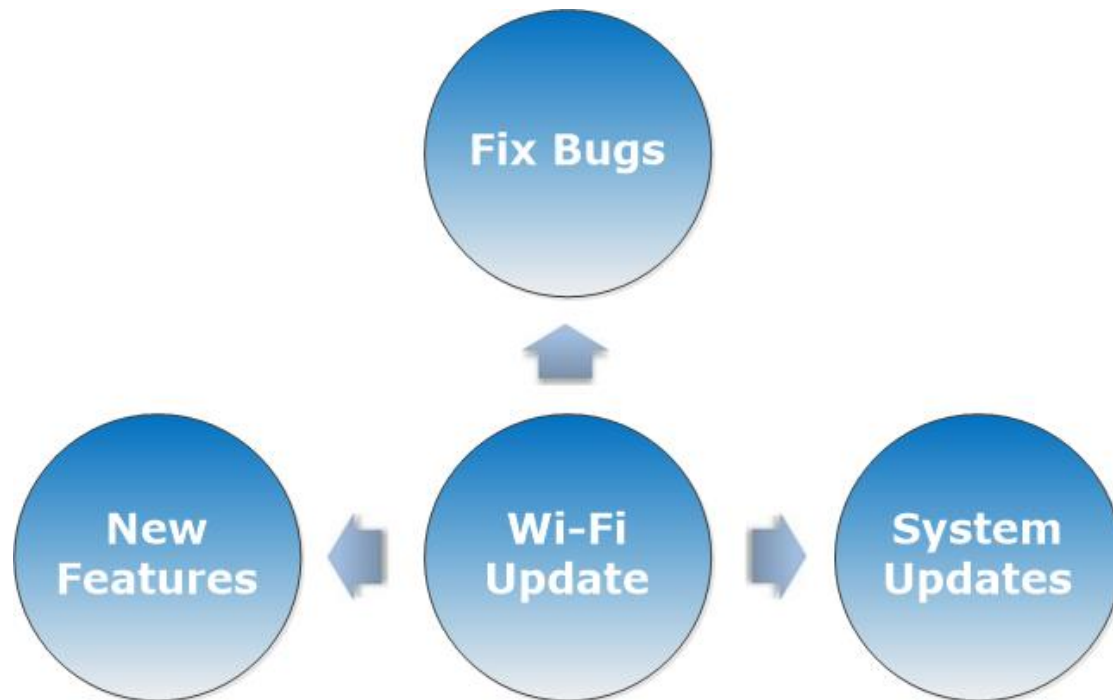 Fix Bugs
New
Features
Wi-Fi
Update
System
Updates